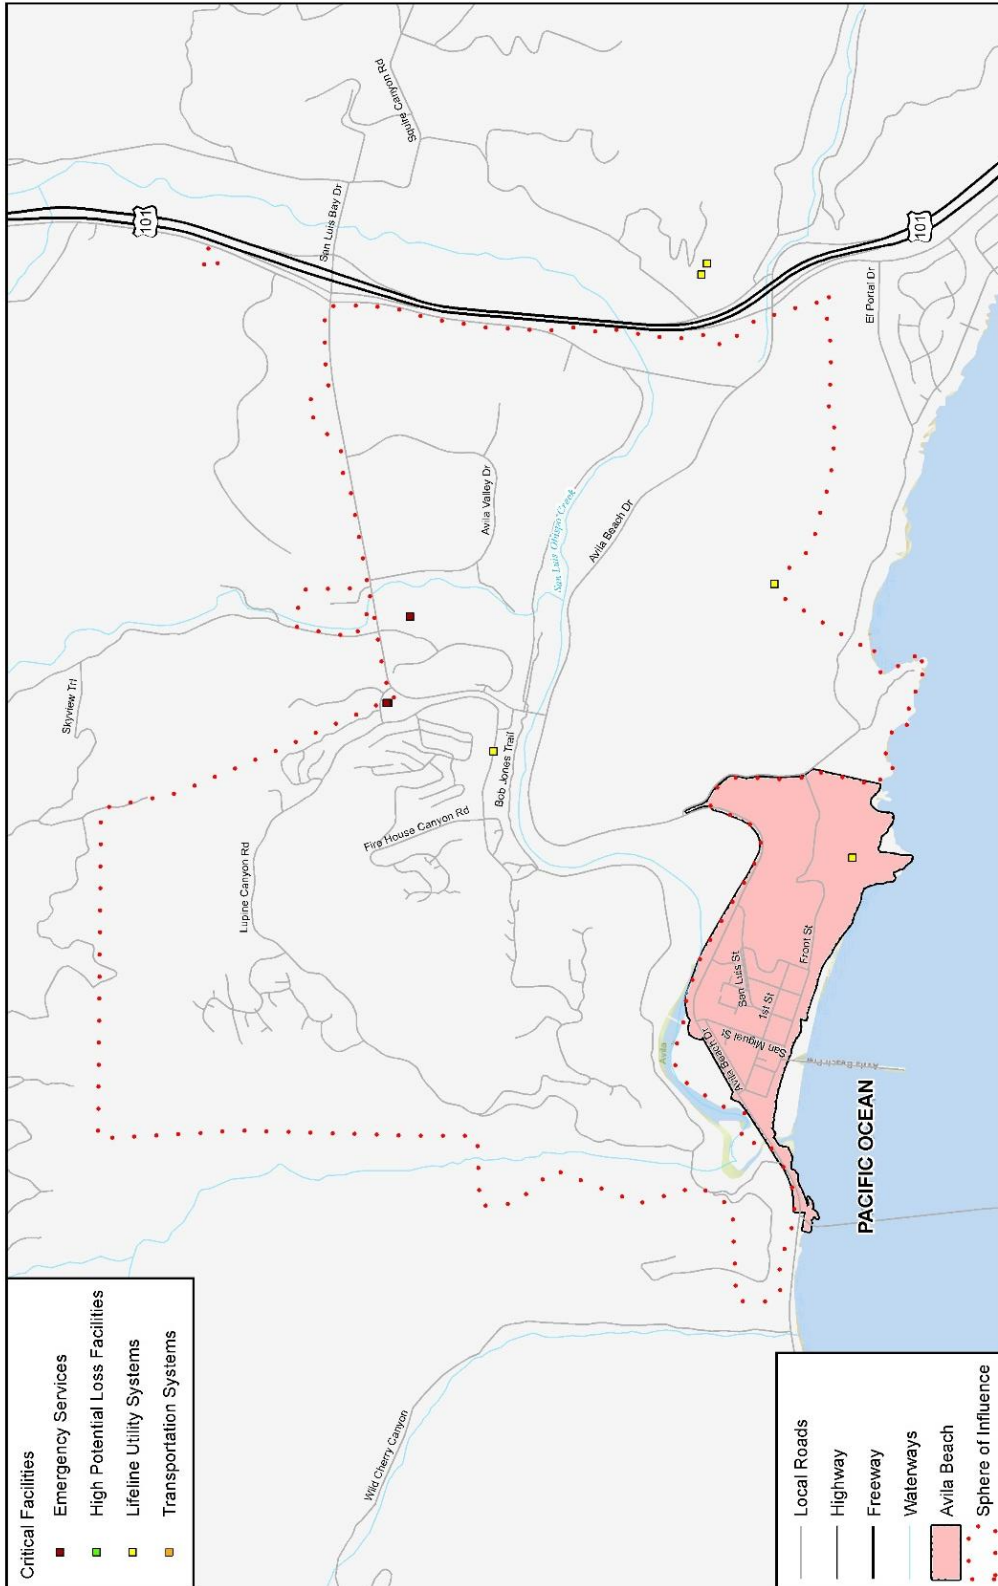 Critical Facilities
Emergency Services
High Potential Loss Facilities
Lifeline Utility Systems
Transportation Systems
Wild Cherry Canyon
Lupine Canyon Rd
Skyview Trl
Fire House Canyon Rd
Bob Jones Trail
San Luis Bay Dr
Squire Canyon Rd
101
Avila Valley Dr
San Luis Obispo Creek
Avila Beach Dr
101
El Portal Dr
Avila
Avila Beach Dr
San Miguel St
San Luis St
1st St
Front St
Avila Beach Pier
PACIFIC OCEAN
Local Roads
Highway
Freeway
Waterways
Avila Beach
Sphere of Influence